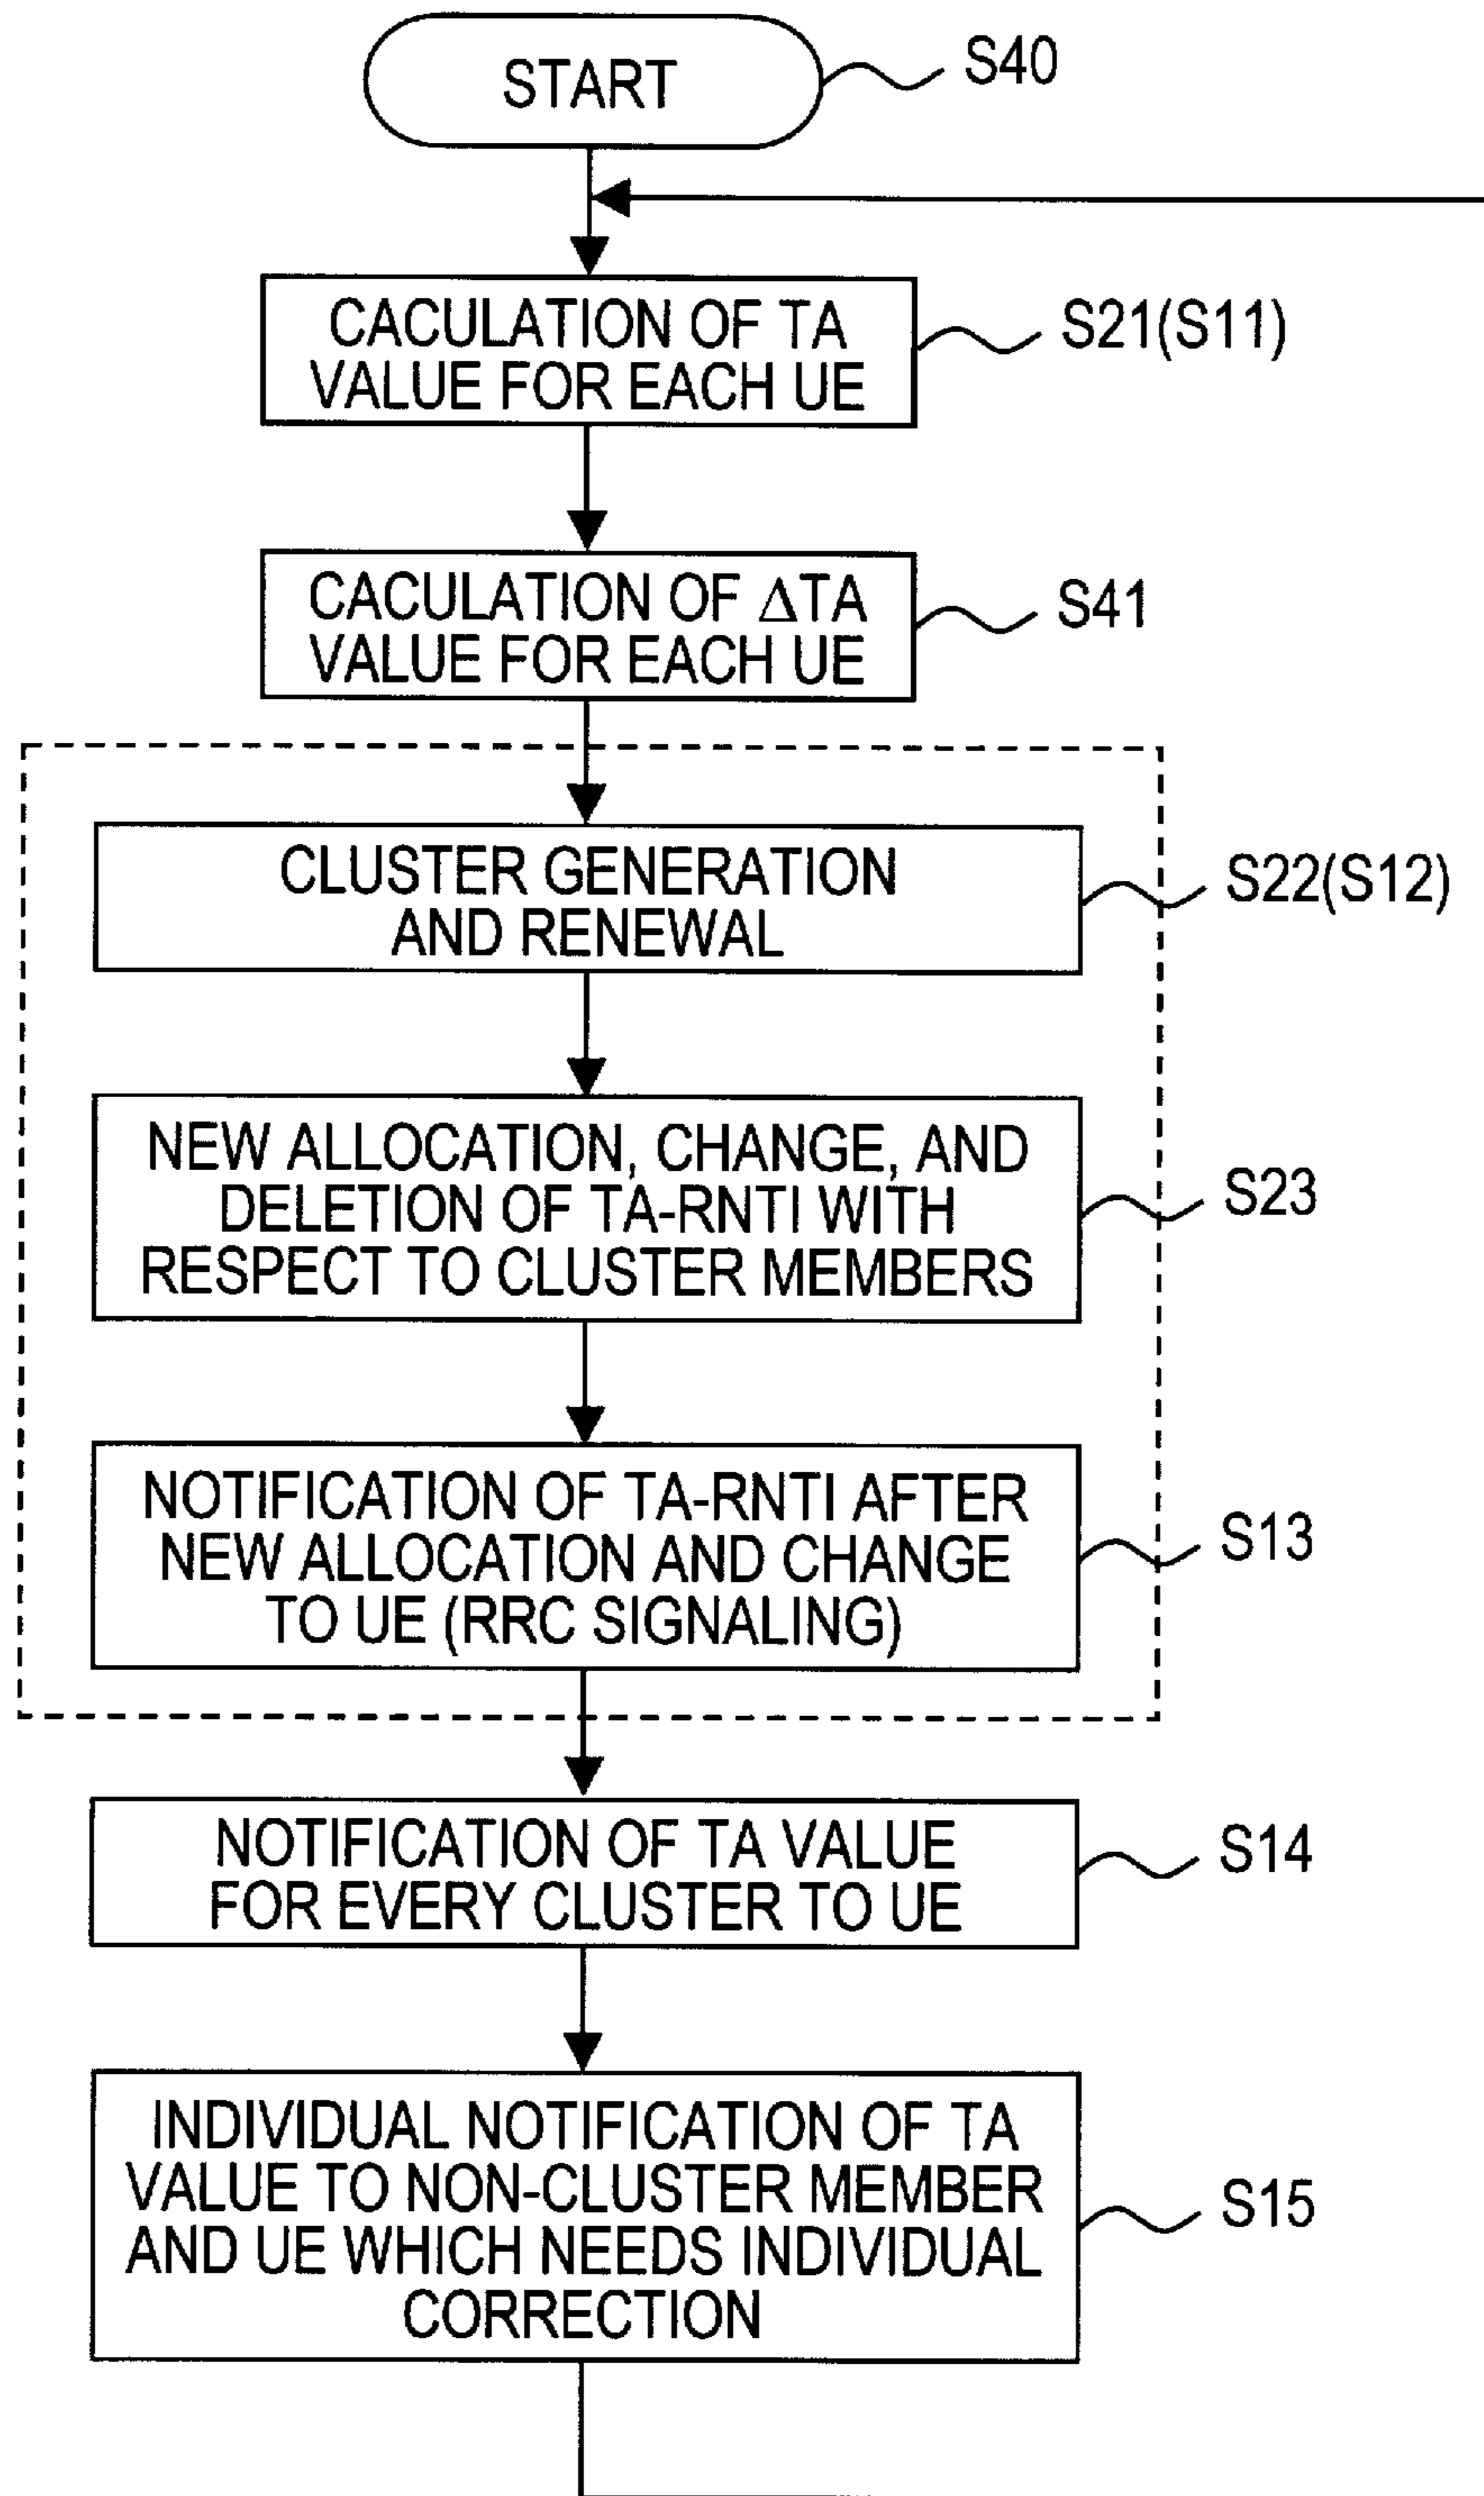 START
S40
CACULATION OF TA
VALUE FOR EACH UE
S21(S11)
CACULATION OF ΔTA
VALUE FOR EACH UE
S41
CLUSTER GENERATION
AND RENEWAL
S22(S12)
NEW ALLOCATION, CHANGE, AND
DELETION OF TA-RNTI WITH
RESPECT TO CLUSTER MEMBERS
S23
NOTIFICATION OF TA-RNTI AFTER
NEW ALLOCATION AND CHANGE
TO UE (RRC SIGNALING)
S13
NOTIFICATION OF TA VALUE
FOR EVERY CLUSTER TO UE
S14
INDIVIDUAL NOTIFICATION OF TA
VALUE TO NON-CLUSTER MEMBER
AND UE WHICH NEEDS INDIVIDUAL
CORRECTION
S15